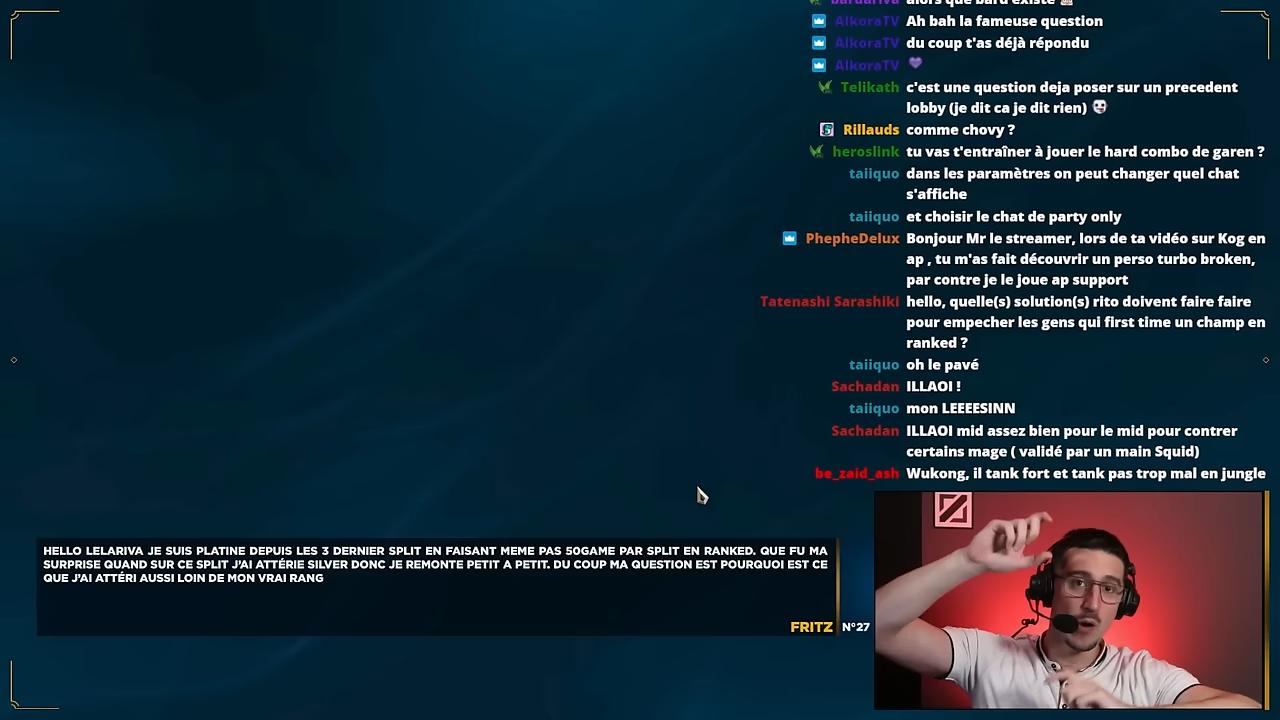 bardariva alors que bard existe
AlkoraTV Ah bah la fameuse question
AlkoraTV du coup t'as déjà répondu
AlkoraTV
Telikath c'est une question deja poser sur un precedent
lobby (je dit ca je dit rien)
Rillauds comme chovy ?
heroslink tu vas t'entraîner à jouer le hard combo de garen ?
taiiquo dans les paramètres on peut changer quel chat
s'affiche
taiiquo et choisir le chat de party only
PhepheDelux Bonjour Mr le streamer, lors de ta vidéo sur Kog en
ap , tu m'as fait découvrir un perso turbo broken,
par contre je le joue ap support
Tatenashi Sarashiki hello, quelle(s) solution(s) rito doivent faire faire
pour empecher les gens qui first time un champ en
ranked ?
taiiquo oh le pavé
Sachadan ILLAOI !
taiiquo mon LEEEESINN
Sachadan ILLAOI mid assez bien pour le mid pour contrer
certains mage ( validé par un main Squid)
be_zaid_ash Wukong, il tank fort et tank pas trop mal en jungle
HELLO LELARIVA JE SUIS PLATINE DEPUIS LES 3 DERNIER SPLIT EN FAISANT MEME PAS 50GAME PAR SPLIT EN RANKED. QUE FU MA
SURPRISE QUAND SUR CE SPLIT J'AI ATTÉRIE SILVER DONC JE REMONTE PETIT A PETIT. DU COUP MA QUESTION EST POURQUOI EST CE
QUE J'AI ATTÉRI AUSSI LOIN DE MON VRAI RANG
FRITZ N°27